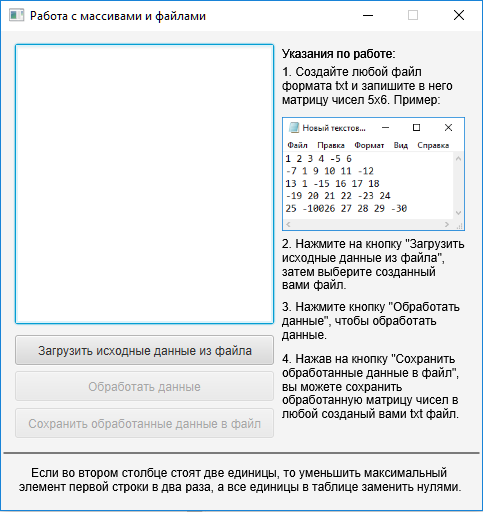 Работа с массивами и файлами
Указания по работе:
1. Создайте любой файл
формата txt и запишите в него
матрицу чисел 5х6. Пример:
Новый текстов...
Файл Правка Формат Вид Справка
1 2 3 4 -5 6
-7 1 9 10 11 -12
13 1 -15 16 17 18
-19 20 21 22 -23 24
25 -10026 27 28 29 -30
2. Нажмите на кнопку "Загрузить
исходные данные из файла",
затем выберите созданный
вами файл.
3. Нажмите кнопку "Обработать
данные", чтобы обработать
данные.
4. Нажав на кнопку "Сохранить
обработанные данные в файл",
вы можете сохранить
обработанную матрицу чисел в
любой созданый вами txt файл.
Загрузить исходные данные из файла
Обработать данные
Сохранить обработанные данные в файл
Если во втором столбце стоят две единицы, то уменьшить максимальный
элемент первой строки в два раза, а все единицы в таблице заменить нулями.